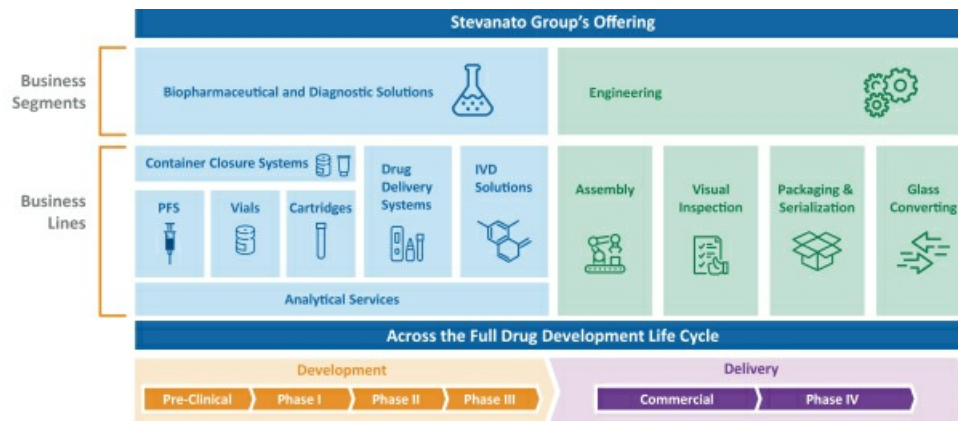 Stevanato Group's Offering
Business
Segments
Biopharmaceutical and Diagnostic Solutions
Engineering
Business
Lines
Container Closure Systems
PFS
Vials
Cartridges
Drug
Delivery
Systems
IVD
Solutions
Analytical Services
Assembly
Visual
Inspection
Packaging &
Serialization
Glass
Converting
Across the Full Drug Development Life Cycle
Development
Pre-Clinical
Phase I
Phase II
Phase III
Delivery
Commercial
Phase IV